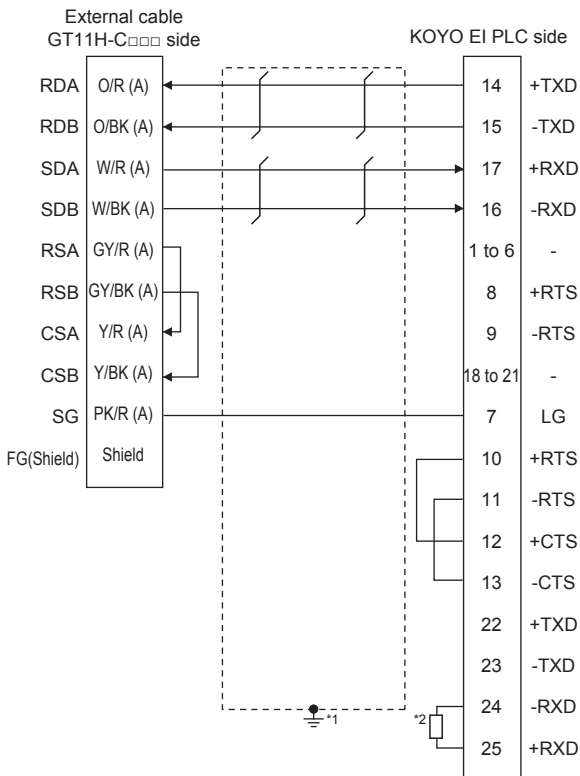 External cable
GT11H-C□□□ side
KOYO EI PLC side
RDA O/R (A) 14 +TXD
RDB O/BK (A) 15 -TXD
SDA W/R (A) 17 +RXD
SDB W/BK (A) 16 -RXD
RSA GY/R (A) 1 to 6 -
RSB GY/BK (A) 8 +RTS
CSA Y/R (A) 9 -RTS
CSB Y/BK (A) 18 to 21 -
SG PK/R (A) 7 LG
FG(Shield) Shield 10 +RTS
11 -RTS
12 +CTS
13 -CTS
22 +TXD
23 -TXD
*1 *2 24 -RXD
25 +RXD